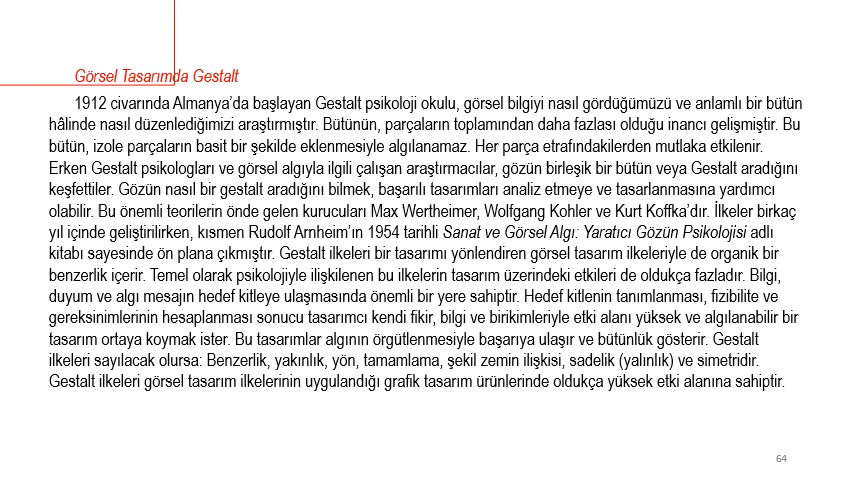 Görsel Tasarımda Gestalt
1912 civarında Almanya’da başlayan Gestalt psikoloji okulu, görsel bilgiyi nasıl gördüğümüzü ve anlamlı bir bütün
hâlinde nasıl düzenlediğimizi araştırmıştır. Bütünün, parçaların toplamından daha fazlası olduğu inancı gelişmiştir. Bu
bütün, izole parçaların basit bir şekilde eklenmesiyle algılanamaz. Her parça etrafındakilerden mutlaka etkilenir.
Erken Gestalt psikologları ve görsel algıyla ilgili çalışan araştırmacılar, gözün birleşik bir bütün veya Gestalt aradığını
keşfettiler. Gözün nasıl bir gestalt aradığını bilmek, başarılı tasarımları analiz etmeye ve tasarlanmasına yardımcı
olabilir. Bu önemli teorilerin önde gelen kurucuları Max Wertheimer, Wolfgang Kohler ve Kurt Koffka’dır. İlkeler birkaç
yıl içinde geliştirilirken, kısmen Rudolf Arnheim’ın 1954 tarihli Sanat ve Görsel Algı: Yaratıcı Gözün Psikolojisi adlı
kitabı sayesinde ön plana çıkmıştır. Gestalt ilkeleri bir tasarımı yönlendiren görsel tasarım ilkeleriyle de organik bir
benzerlik içerir. Temel olarak psikolojiyle ilişkilenen bu ilkelerin tasarım üzerindeki etkileri de oldukça fazladır. Bilgi,
duyum ve algı mesajın hedef kitleye ulaşmasında önemli bir yere sahiptir. Hedef kitlenin tanımlanması, fizibilite ve
gereksinimlerinin hesaplanması sonucu tasarımcı kendi fikir, bilgi ve birikimleriyle etki alanı yüksek ve algılanabilir bir
tasarım ortaya koymak ister. Bu tasarımlar algının örgütlenmesiyle başarıya ulaşır ve bütünlük gösterir. Gestalt
ilkeleri sayılacak olursa: Benzerlik, yakınlık, yön, tamamlama, şekil zemin ilişkisi, sadelik (yalınlık) ve simetridir.
Gestalt ilkeleri görsel tasarım ilkelerinin uygulandığı grafik tasarım ürünlerinde oldukça yüksek etki alanına sahiptir.
64